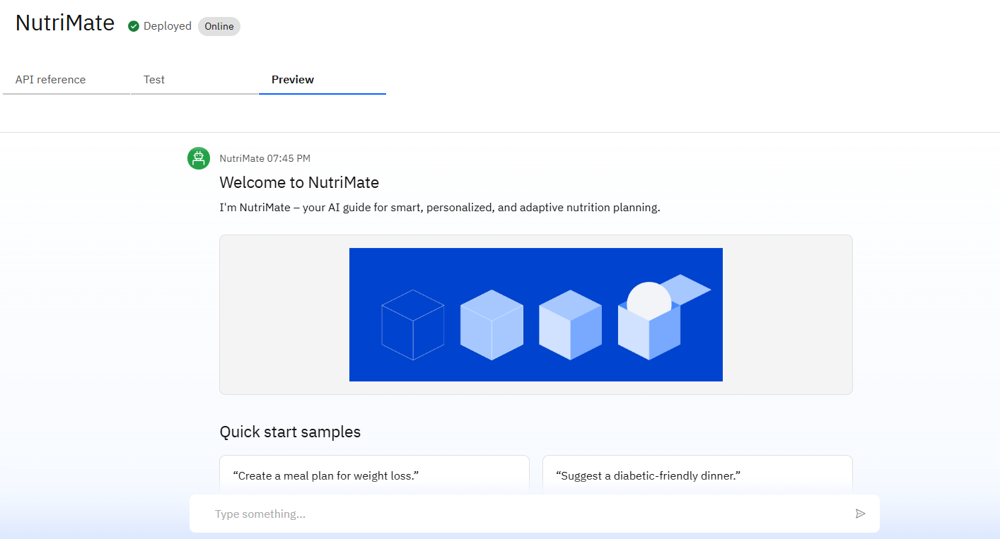 NutriMate Deployed Online
API reference Test Preview
NutriMate 07:45 PM
Welcome to NutriMate
I'm NutriMate – your AI guide for smart, personalized, and adaptive nutrition planning.
Quick start samples
“Create a meal plan for weight loss.” “Suggest a diabetic-friendly dinner.”
Type something...